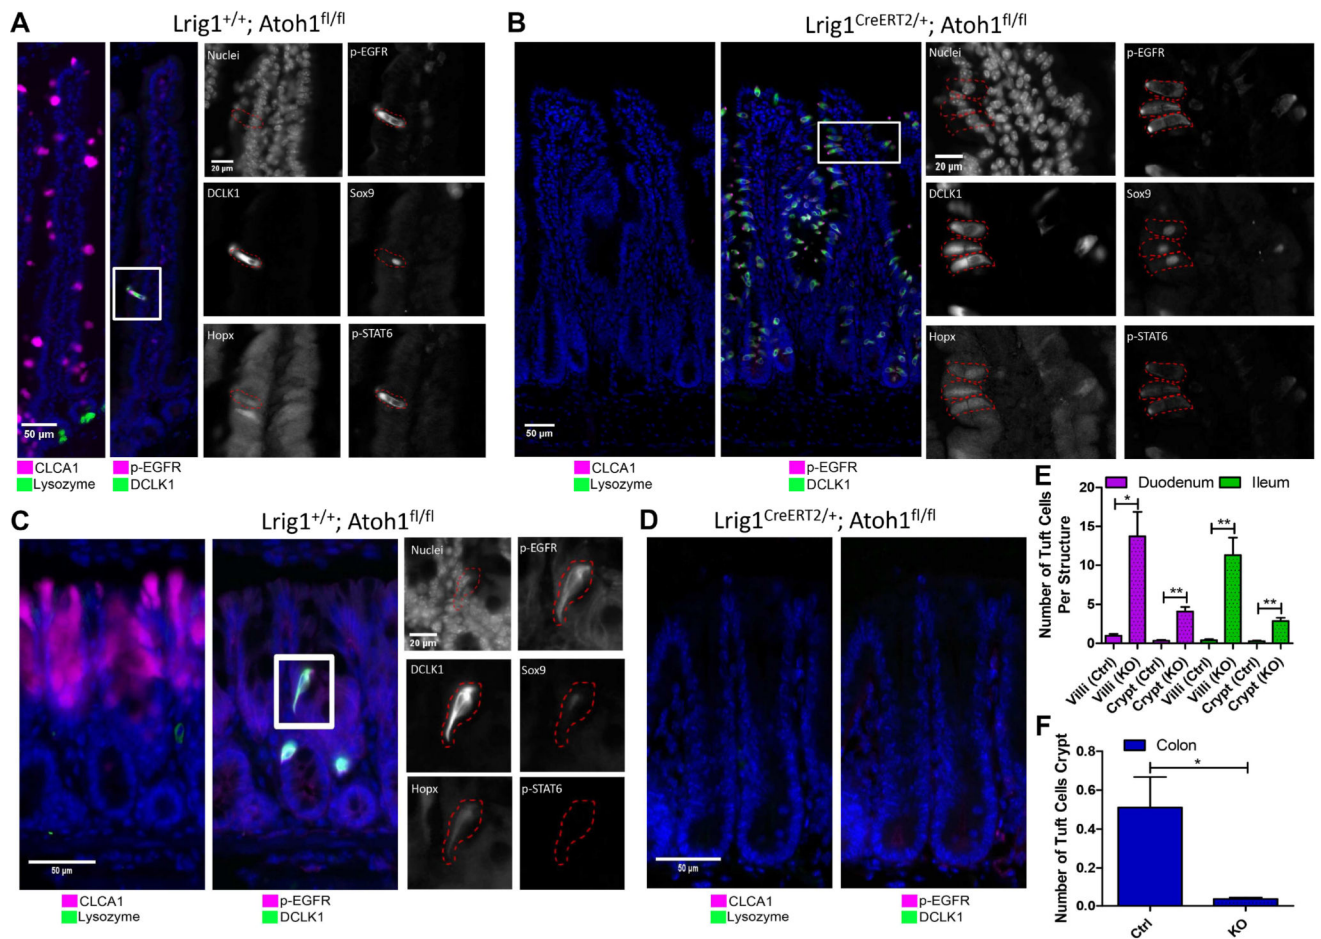 A
Lrig1+/+; Atoh1fl/fl
Nuclei
p-EGFR
20 µm
DCLK1
Sox9
Hopx
p-STAT6
50 µm
CLCA1
p-EGFR
Lysozyme
DCLK1
B
Lrig1CreERT2/+; Atoh1fl/fl
Nuclei
p-EGFR
20 µm
DCLK1
Sox9
Hopx
p-STAT6
50 µm
CLCA1
p-EGFR
Lysozyme
DCLK1
C
Lrig1+/+; Atoh1fl/fl
Nuclei
p-EGFR
20 µm
DCLK1
Sox9
Hopx
p-STAT6
50 µm
CLCA1
p-EGFR
Lysozyme
DCLK1
D
Lrig1CreERT2/+; Atoh1fl/fl
50 µm
CLCA1
p-EGFR
Lysozyme
DCLK1
E
Duodenum
Ileum
Number of Tuft Cells
Per Structure
20
15
10
5
0
*
**
**
**
Villi (Ctrl)
Villi (KO)
Crypt (Ctrl)
Crypt (KO)
Villi (Ctrl)
Villi (KO)
Crypt (Ctrl)
Crypt (KO)
F
Colon
Number of Tuft Cells Crypt
0.8
0.6
0.4
0.2
0.0
*
Ctrl
KO